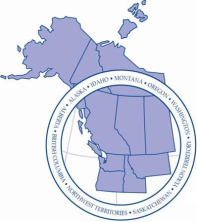 ALBERTA • ALASKA • IDAHO • MONTANA • OREGON • WASHINGTON • YUKON TERRITORY • SASKATCHEWAN • NORTHWEST TERRITORIES • BRITISH COLUMBIA •